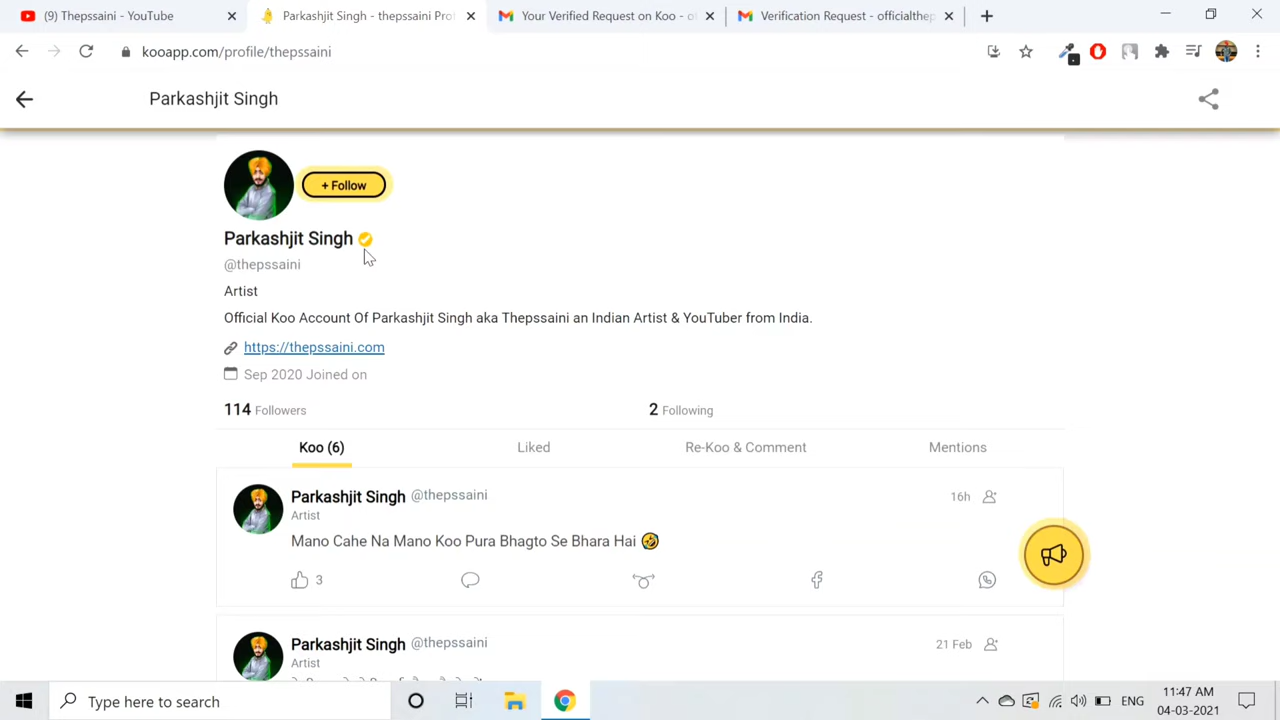 (9) Thepssaini - YouTube
Parkashjit Singh - thepssaini Pro
Your Verified Request on Koo - o
Verification Request - officialthep
kooapp.com/profile/thepssaini
Parkashjit Singh
+ Follow
Parkashjit Singh
@thepssaini
Artist
Official Koo Account Of Parkashjit Singh aka Thepssaini an Indian Artist & YouTuber from India.
https://thepssaini.com
Sep 2020 Joined on
114 Followers
2 Following
Koo (6)
Liked
Re-Koo & Comment
Mentions
Parkashjit Singh @thepssaini
16h
Artist
Mano Cahe Na Mano Koo Pura Bhagto Se Bhara Hai 🤣
3
Parkashjit Singh @thepssaini
21 Feb
Artist
Type here to search
ENG
11:47 AM
04-03-2021